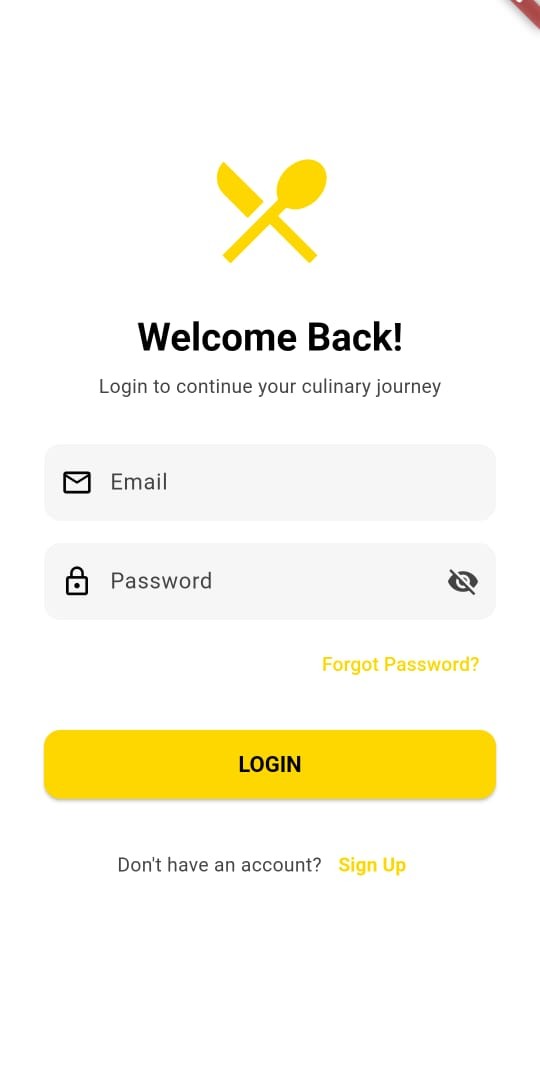 Welcome Back!
Login to continue your culinary journey
Email
Password
Forgot Password?
LOGIN
Don't have an account? Sign Up